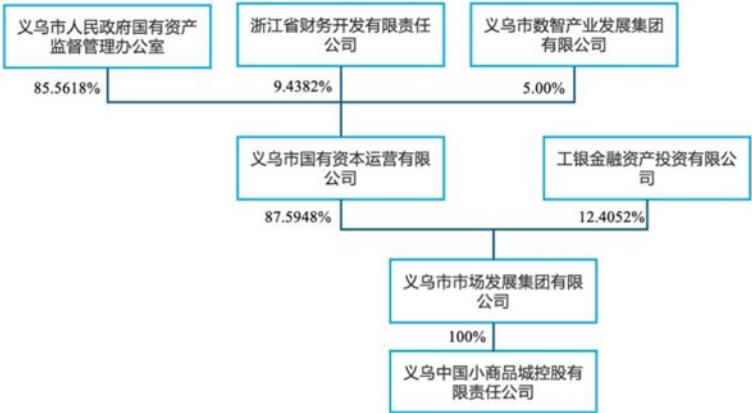 义乌市人民政府国有资产
监督管理办公室
浙江省财务开发有限责任
公司
义乌市数智产业发展集团
有限公司
85.5618%
9.4382%
5.00%
义乌市国有资本运营有限
公司
工银金融资产投资有限公
司
87.5948%
12.4052%
义乌市市场发展集团有限
公司
100%
义乌中国小商品城控股有
限责任公司